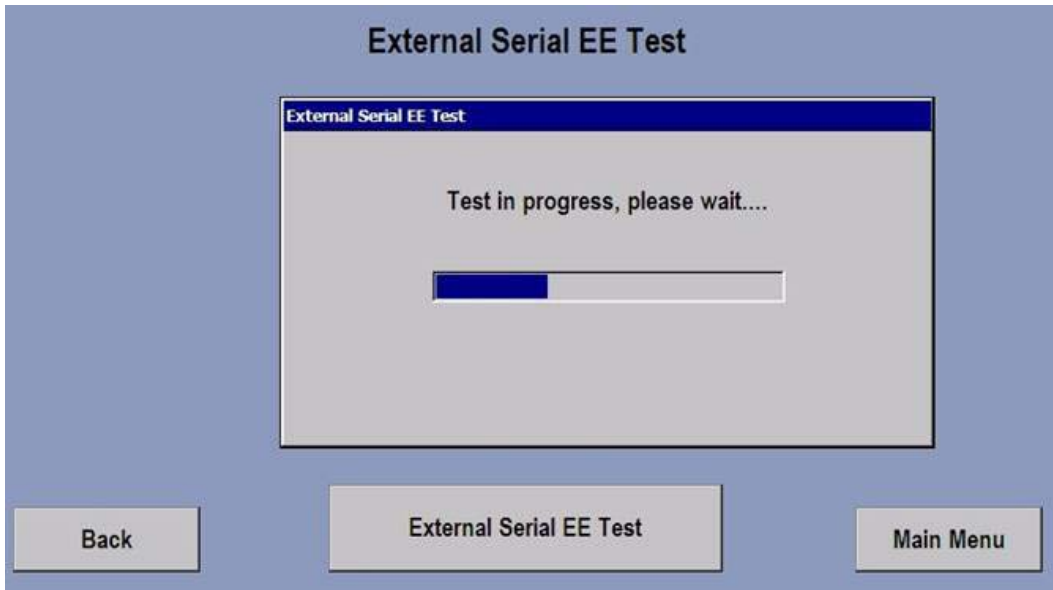 External Serial EE Test
External Serial EE Test
Test in progress, please wait....
Back
External Serial EE Test
Main Menu